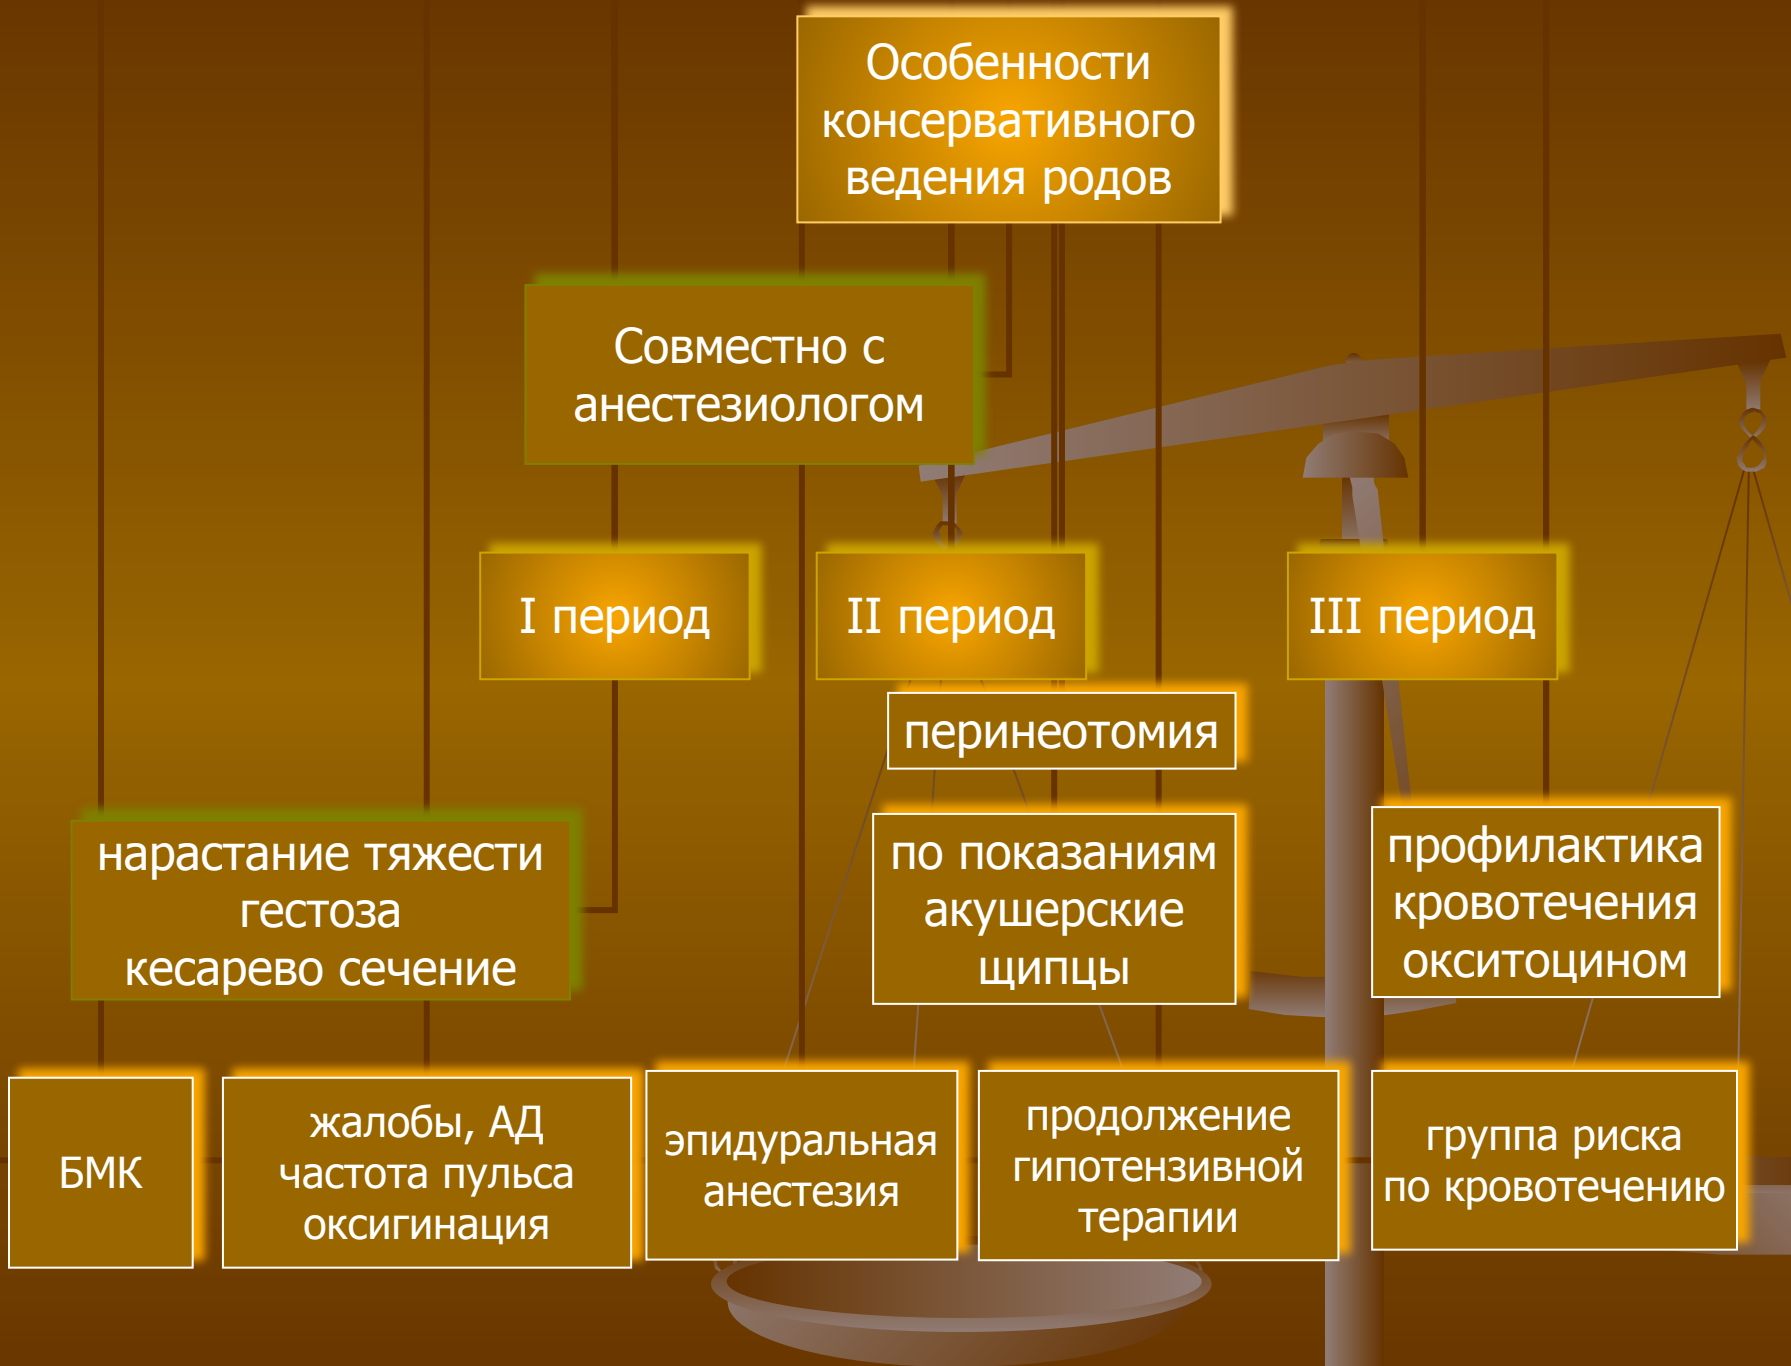 Особенности
консервативного
ведения родов
Совместно с
анестезиологом
I период
II период
III период
перинеотомия
нарастание тяжести
гестоза
кесарево сечение
по показаниям
акушерские
щипцы
профилактика
кровотечения
окситоцином
БМК
жалобы, АД
частота пульса
оксигинация
эпидуральная
анестезия
продолжение
гипотензивной
терапии
группа риска
по кровотечению